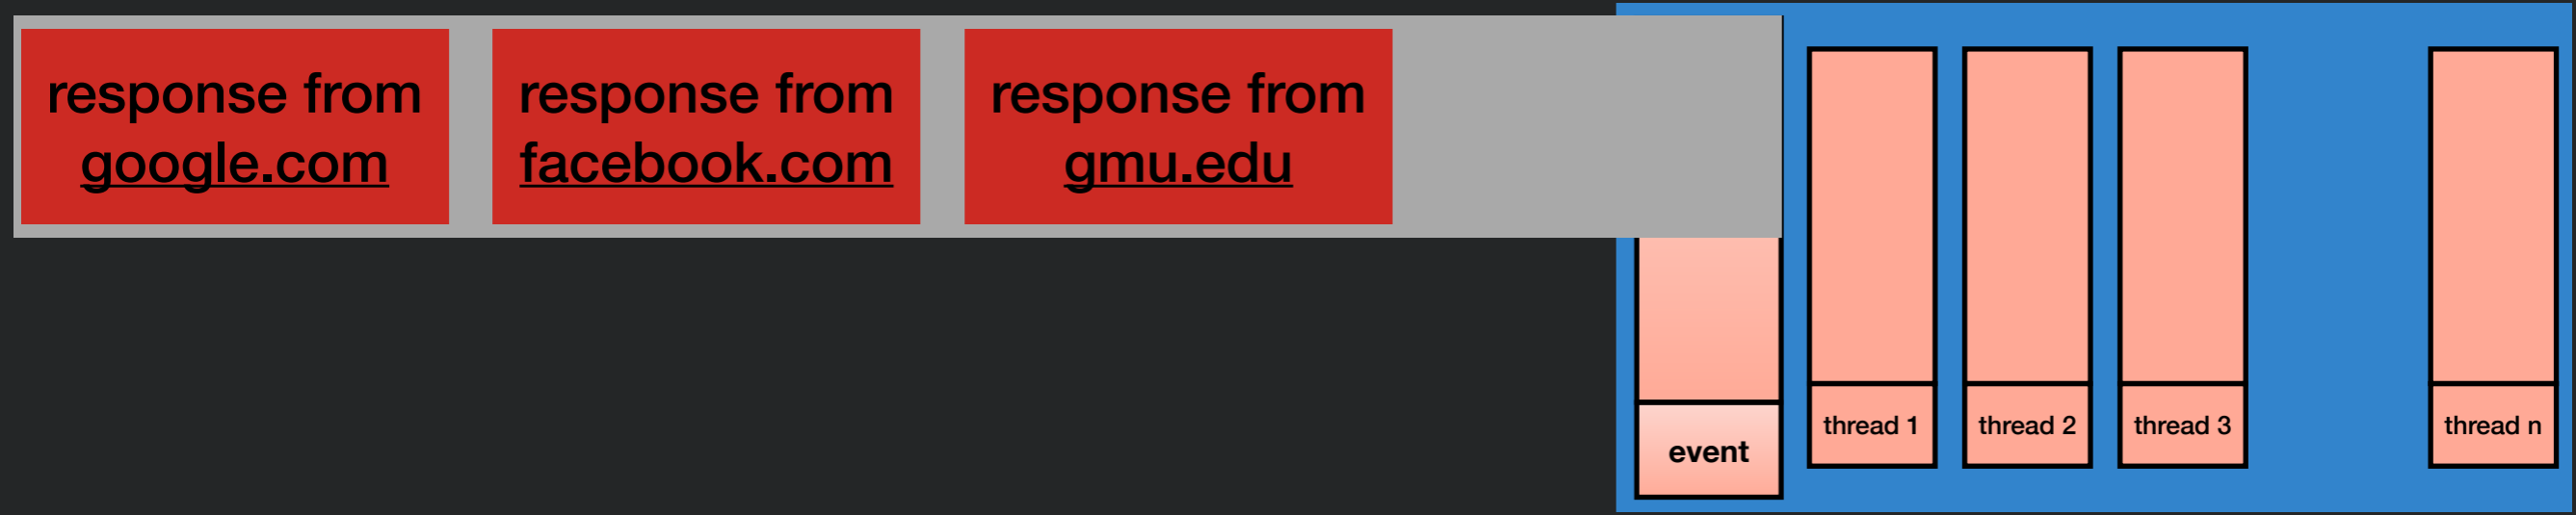 response from
google.com
response from
facebook.com
response from
gmu.edu
event
thread 1
thread 2
thread 3
thread n